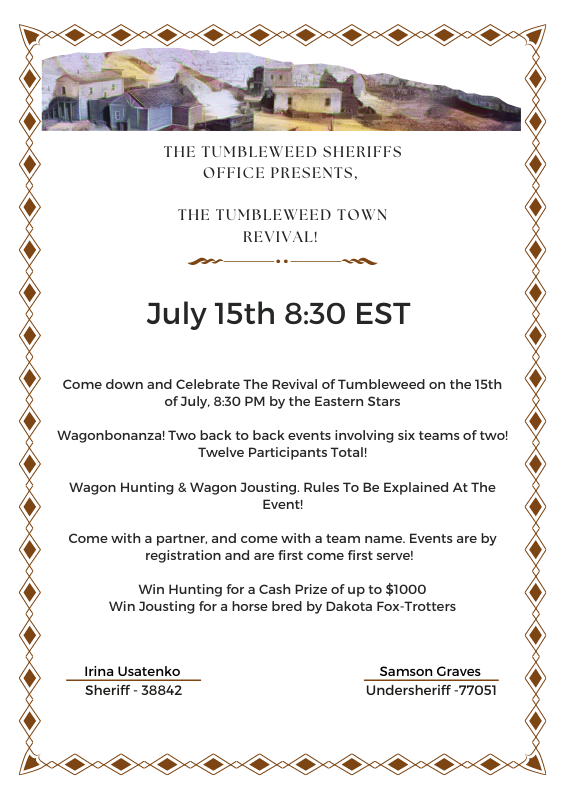 THE TUMBLEWEED SHERIFFS
OFFICE PRESENTS,
THE TUMBLEWEED TOWN
REVIVAL!
July 15th 8:30 EST
Come down and Celebrate The Revival of Tumbleweed on the 15th
of July, 8:30 PM by the Eastern Stars
Wagonbonanza! Two back to back events involving six teams of two!
Twelve Participants Total!
Wagon Hunting & Wagon Jousting. Rules To Be Explained At The
Event!
Come with a partner, and come with a team name. Events are by
registration and are first come first serve!
Win Hunting for a Cash Prize of up to $1000
Win Jousting for a horse bred by Dakota Fox-Trotters
Irina Usatenko
Sheriff - 38842
Samson Graves
Undersheriff -77051